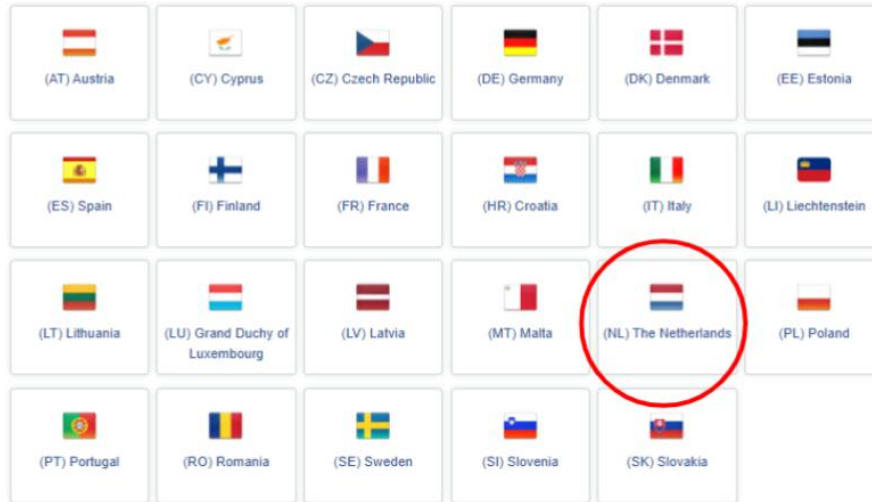 (AT) Austria
(CY) Cyprus
(CZ) Czech Republic
(DE) Germany
(DK) Denmark
(EE) Estonia
(ES) Spain
(FI) Finland
(FR) France
(HR) Croatia
(IT) Italy
(LI) Liechtenstein
(LT) Lithuania
(LU) Grand Duchy of
Luxembourg
(LV) Latvia
(MT) Malta
(NL) The Netherlands
(PL) Poland
(PT) Portugal
(RO) Romania
(SE) Sweden
(SI) Slovenia
(SK) Slovakia